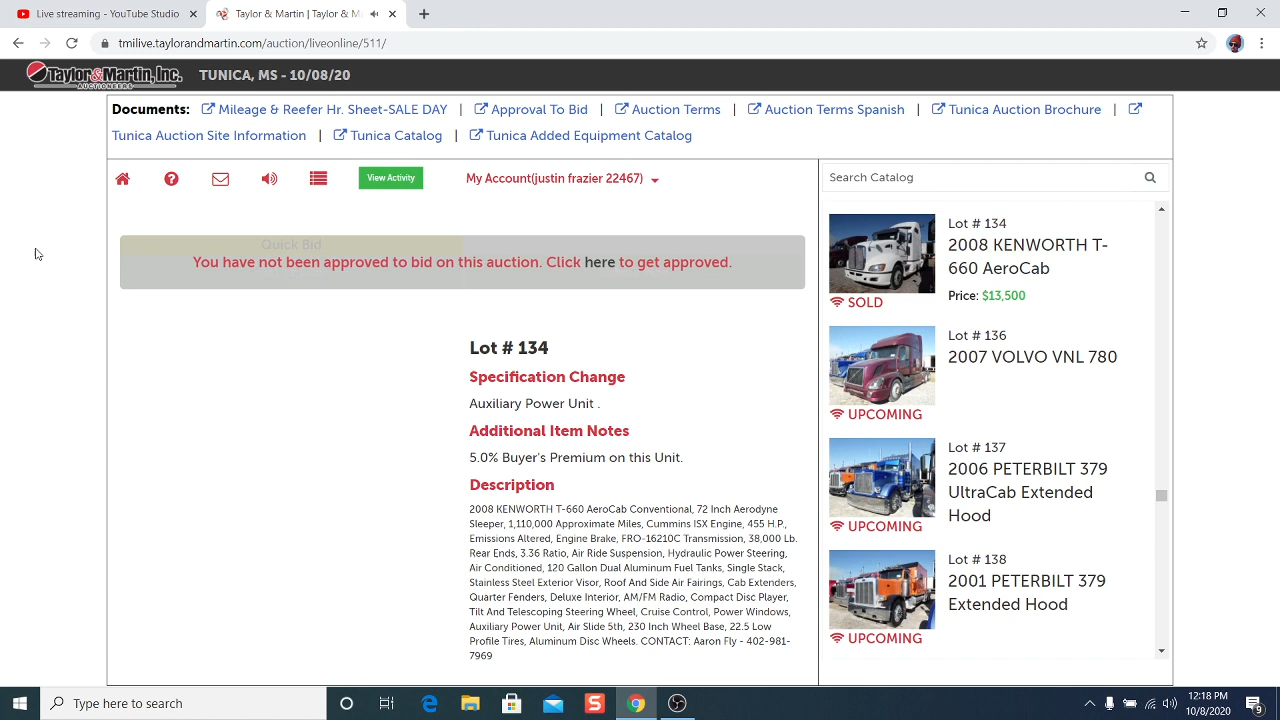 Live streaming - YouTube Studio
Taylor & Martin | Taylor & M
tmilive.taylorandmartin.com/auction/liveonline/511/
Taylor & Martin, Inc. TUNICA, MS - 10/08/20
AUCTIONEERS
Documents: Mileage & Reefer Hr. Sheet-SALE DAY | Approval To Bid | Auction Terms | Auction Terms Spanish | Tunica Auction Brochure |
Tunica Auction Site Information | Tunica Catalog | Tunica Added Equipment Catalog
View Activity My Account(justin frazier 22467)
Quick Bid
You have not been approved to bid on this auction. Click here to get approved.
Lot # 134
Specification Change
Auxiliary Power Unit .
Additional Item Notes
5.0% Buyer's Premium on this Unit.
Description
2008 KENWORTH T-660 AeroCab Conventional, 72 Inch Aerodyne
Sleeper, 1,110,000 Approximate Miles, Cummins ISX Engine, 455 H.P.,
Emissions Altered, Engine Brake, FRO-16210C Transmission, 38,000 Lb.
Rear Ends, 3.36 Ratio, Air Ride Suspension, Hydraulic Power Steering,
Air Conditioned, 120 Gallon Dual Aluminum Fuel Tanks, Single Stack,
Stainless Steel Exterior Visor, Roof And Side Air Fairings, Cab Extenders,
Quarter Fenders, Deluxe Interior, AM/FM Radio, Compact Disc Player,
Tilt And Telescoping Steering Wheel, Cruise Control, Power Windows,
Auxiliary Power Unit, Air Slide 5th, 230 Inch Wheel Base, 22.5 Low
Profile Tires, Aluminum Disc Wheels. CONTACT: Aaron Fly - 402-981-
7969
Search Catalog
Lot # 134
2008 KENWORTH T-
660 AeroCab
Price: $13,500
SOLD
Lot # 136
2007 VOLVO VNL 780
UPCOMING
Lot # 137
2006 PETERBILT 379
UltraCab Extended
Hood
UPCOMING
Lot # 138
2001 PETERBILT 379
Extended Hood
UPCOMING
Type here to search
12:18 PM
10/8/2020
9